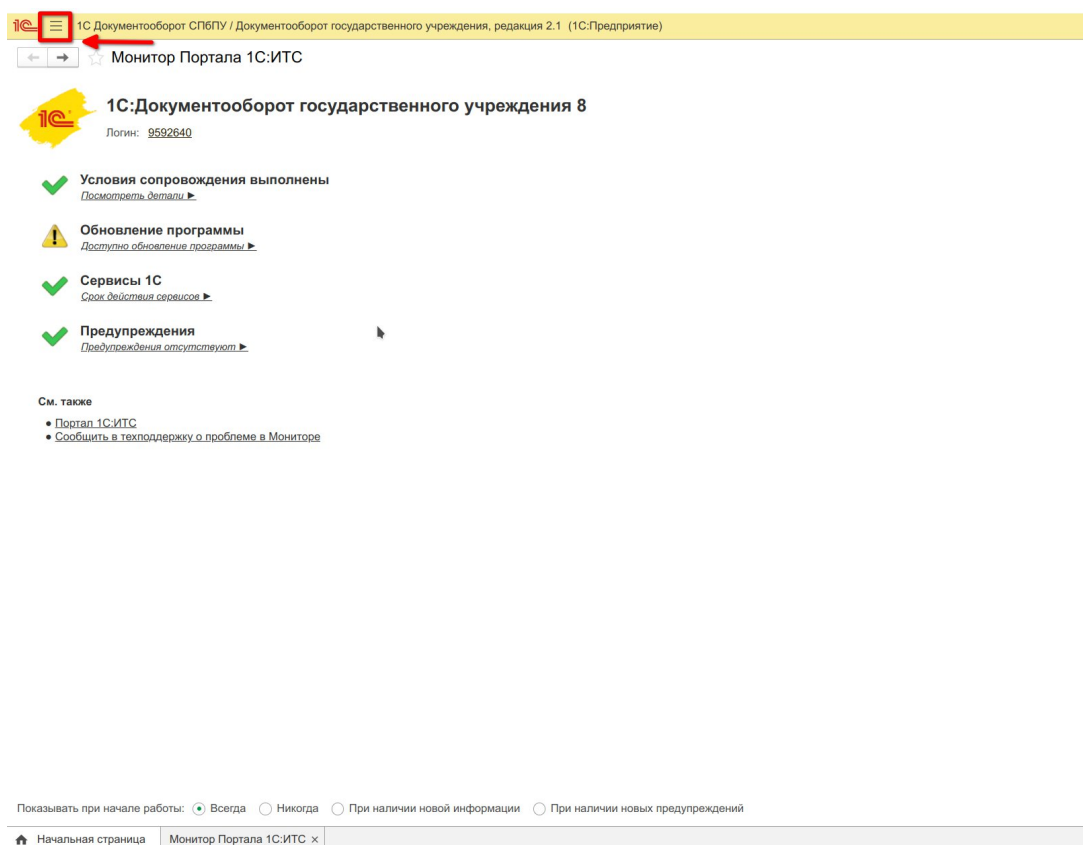 1С Документооборот СПбПУ / Документооборот государственного учреждения, редакция 2.1 (1С:Предприятие)
Монитор Портала 1С:ИТС
1С
1С:Документооборот государственного учреждения 8
Логин: 9592640
Условия сопровождения выполнены
Посмотреть детали ►
Обновление программы
Доступно обновление программы ►
Сервисы 1С
Срок действия сервисов ►
Предупреждения
Предупреждения отсутствуют ►
См. также
● Портал 1С:ИТС
● Сообщить в техподдержку о проблеме в Мониторе
Показывать при начале работы: Всегда Никогда При наличии новой информации При наличии новых предупреждений
Начальная страница Монитор Портала 1С:ИТС ×